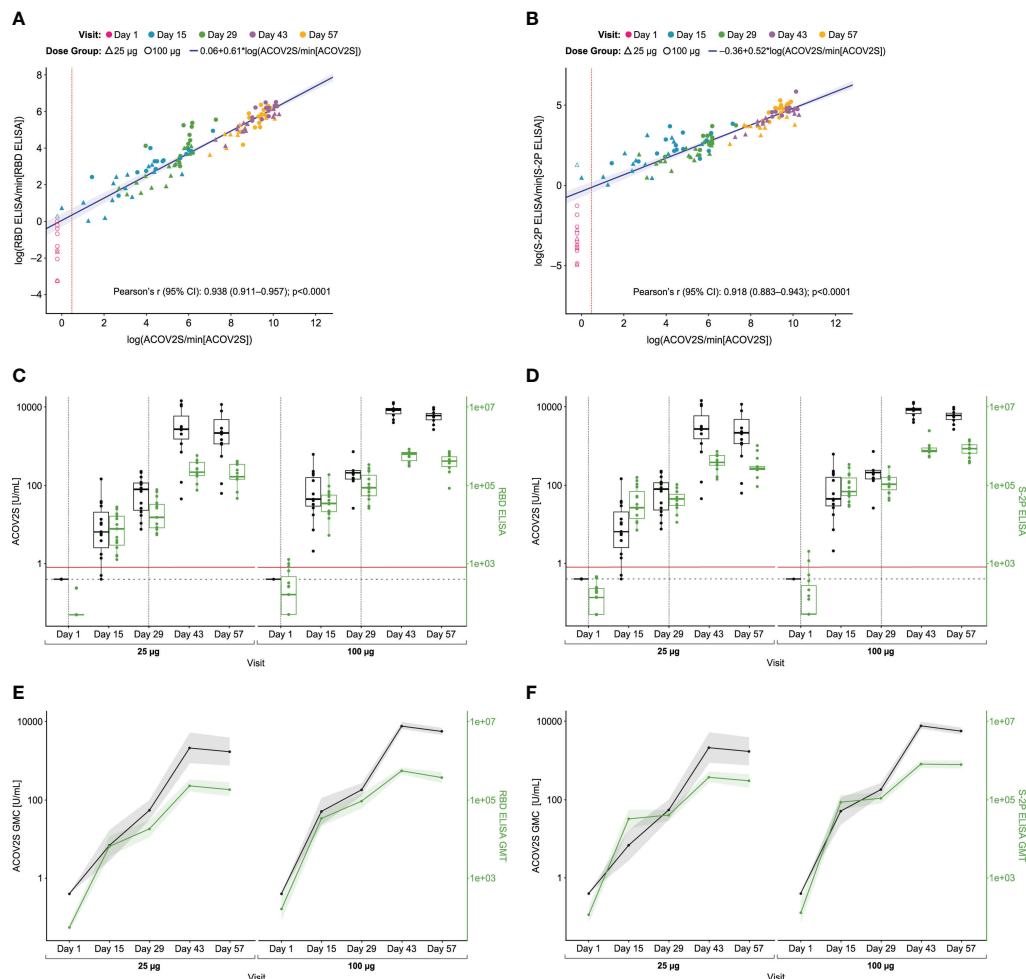 A
Visit: Day 1 Day 15 Day 29 Day 43 Day 57
Dose Group: 25 µg 100 µg 0.06+0.61*log(ACOV2S/min[ACOV2S])
8
6
4
2
0
−2
−4
log(RBD ELISA/min[RBD ELISA])
Pearson's r (95% CI): 0.938 (0.911–0.957); p<0.0001
0 2 4 6 8 10 12
log(ACOV2S/min[ACOV2S])
B
Visit: Day 1 Day 15 Day 29 Day 43 Day 57
Dose Group: 25 µg 100 µg −0.36+0.52*log(ACOV2S/min[ACOV2S])
5
0
−5
log(S-2P ELISA/min[S-2P ELISA])
Pearson's r (95% CI): 0.918 (0.883–0.943); p<0.0001
0 2 4 6 8 10 12
log(ACOV2S/min[ACOV2S])
C
10000
100
1
ACOV2S [U/mL]
1e+07
1e+05
1e+03
RBD ELISA
Day 1 Day 15 Day 29 Day 43 Day 57 Day 1 Day 15 Day 29 Day 43 Day 57
25 µg 100 µg
Visit
D
10000
100
1
ACOV2S [U/mL]
1e+07
1e+05
1e+03
S-2P ELISA
Day 1 Day 15 Day 29 Day 43 Day 57 Day 1 Day 15 Day 29 Day 43 Day 57
25 µg 100 µg
Visit
E
10000
100
1
ACOV2S GMC [U/mL]
1e+07
1e+05
1e+03
RBD ELISA GMT
Day 1 Day 15 Day 29 Day 43 Day 57 Day 1 Day 15 Day 29 Day 43 Day 57
25 µg 100 µg
Visit
F
10000
100
1
ACOV2S GMC [U/mL]
1e+07
1e+05
1e+03
S-2P ELISA GMT
Day 1 Day 15 Day 29 Day 43 Day 57 Day 1 Day 15 Day 29 Day 43 Day 57
25 µg 100 µg
Visit